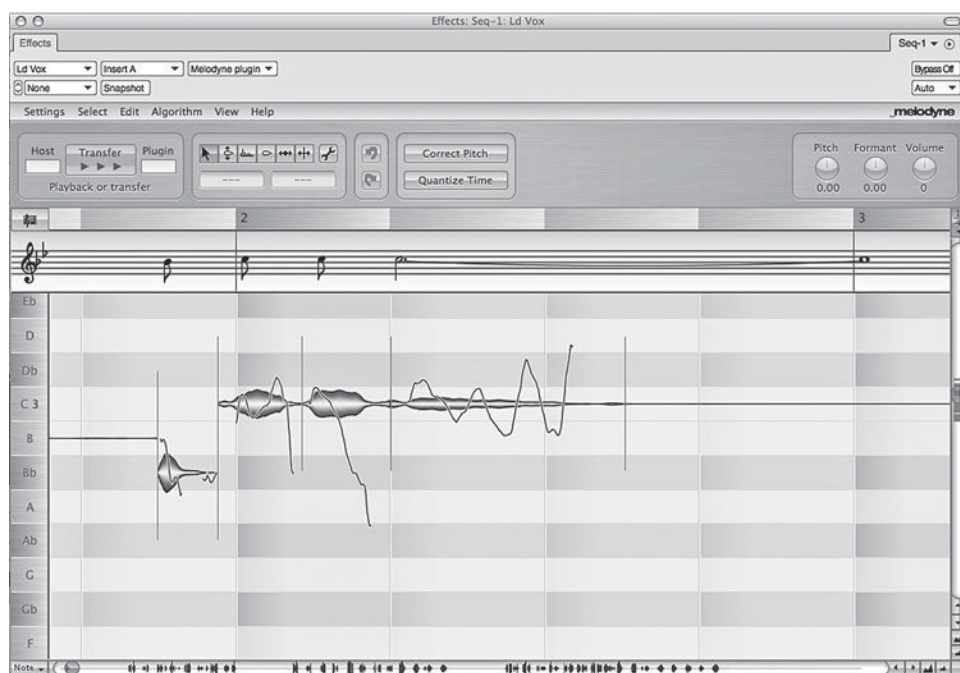 Effects: Seq-1: Ld Vox
Effects
Seq-1
Ld Vox Insert A Melodyne plugin Bypass Off
None Snapshot Auto
Settings Select Edit Algorithm View Help _melodyne
Host Transfer Plugin
Playback or transfer
--- ---
Correct Pitch
Quantize Time
Pitch Formant Volume
0.00 0.00 0
2 3
Eb
D
Db
C 3
B
Bb
A
Ab
G
Gb
F
Note